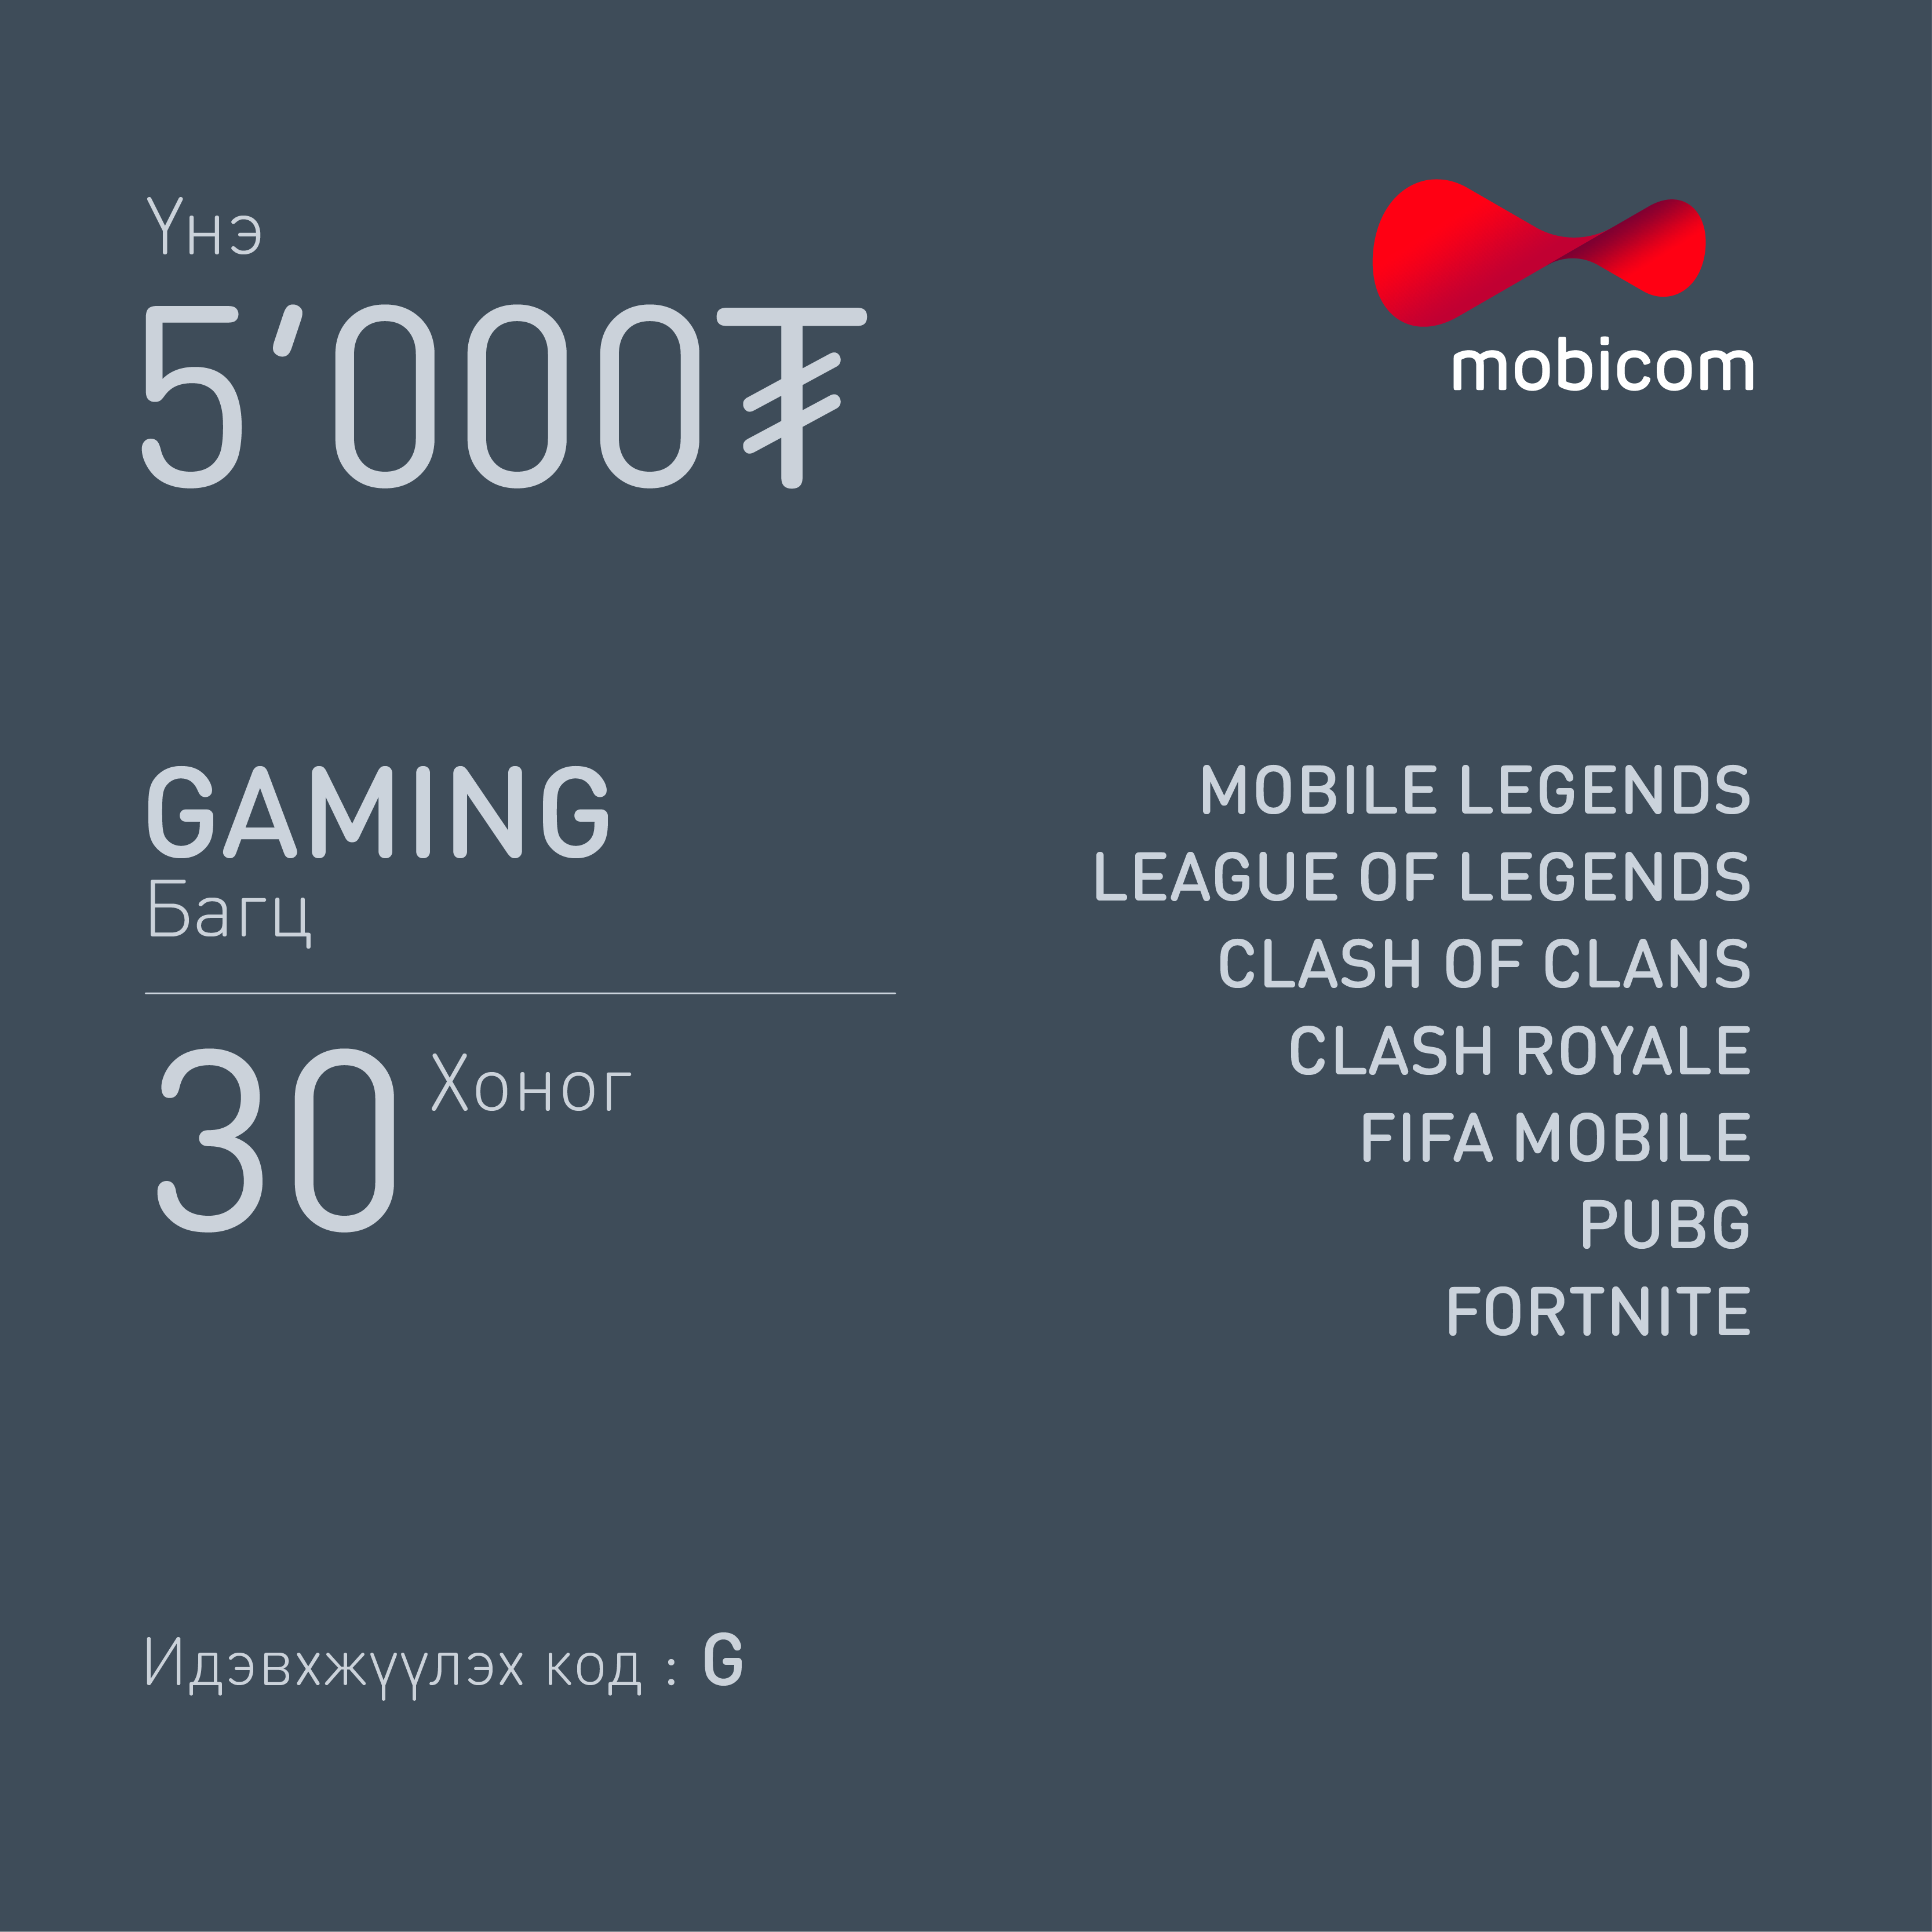 Үнэ
5'000₮
mobicom
GAMING
Багц
30 Хоног
MOBILE LEGENDS
LEAGUE OF LEGENDS
CLASH OF CLANS
CLASH ROYALE
FIFA MOBILE
PUBG
FORTNITE
Идэвхжүүлэх код : G